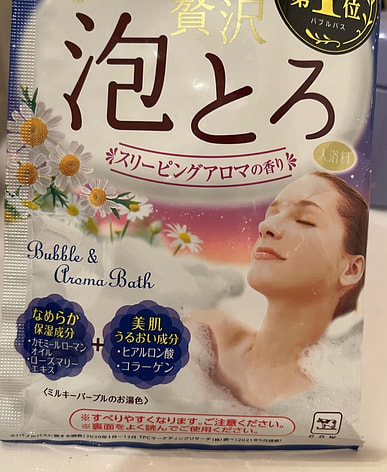 贅沢
第1位
バブルバス
泡とろ
スリーピングアロマの香り
入浴料
Bubble &
Aroma Bath
なめらか
保湿成分
・カモミールローマン
オイル
・ローズマリー
エキス
+
美肌
うるおい成分
・ヒアルロン酸
・コラーゲン
〈ミルキーパープルのお湯色〉
※すべりやすくなります。ご注意ください。
※裏面をよく読んでご使用ください。
cow